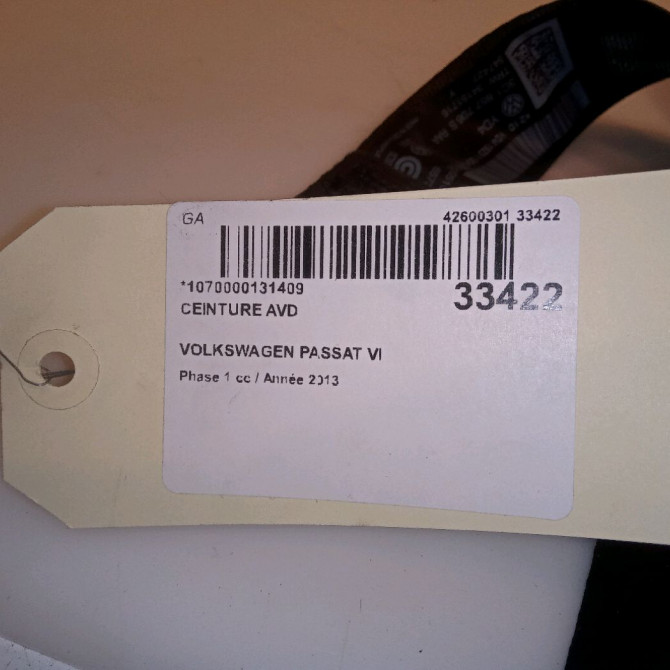 GA 42600301 33422
*1070000131409 33422
CEINTURE AVD
VOLKSWAGEN PASSAT VI
Phase 1 cc / Année 2013